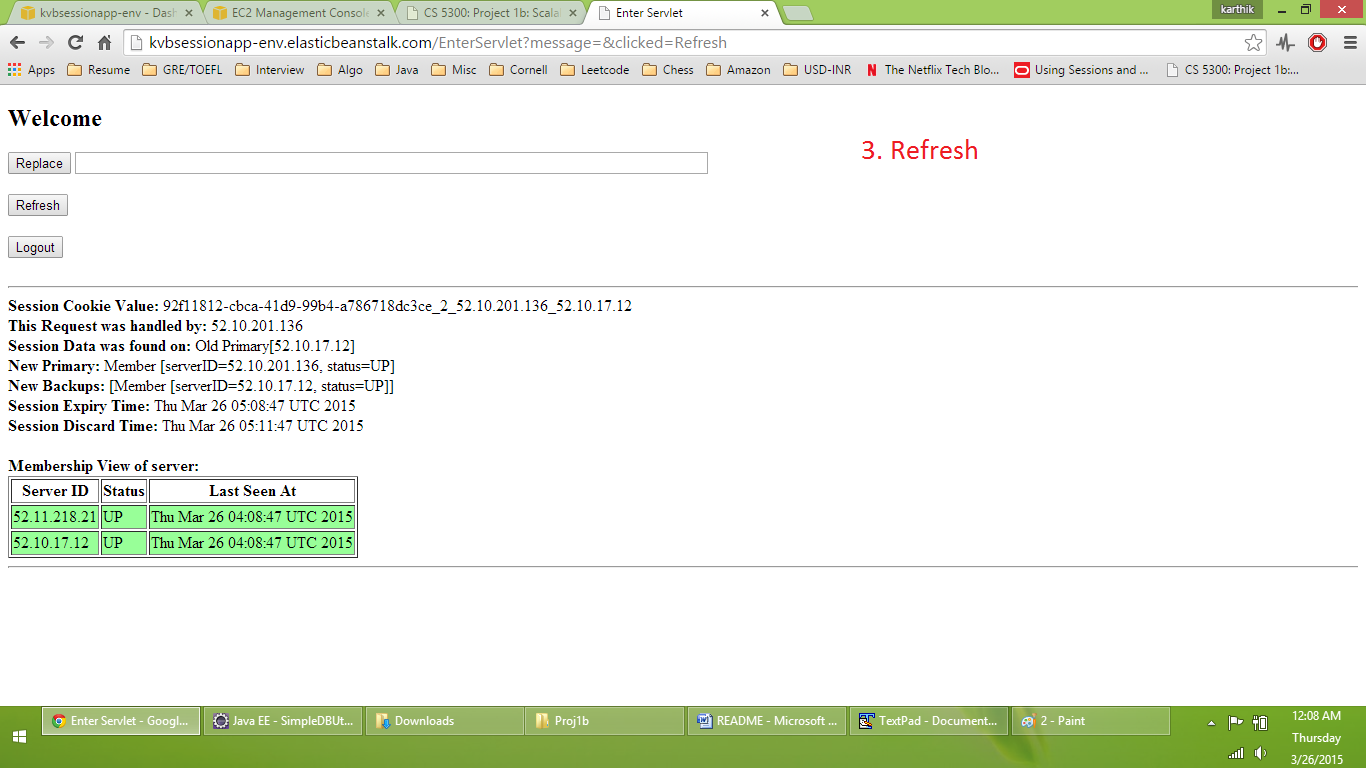 kvbsessionapp-env - Dash
EC2 Management Console
CS 5300: Project 1b: Scala
Enter Servlet
karthik
kvbsessionapp-env.elasticbeanstalk.com/EnterServlet?message=&clicked=Refresh
Apps Resume GRE/TOEFL Interview Algo Java Misc Cornell Leetcode Chess Amazon USD-INR N The Netflix Tech Blo... Using Sessions and ... CS 5300: Project 1b:...
Welcome
3. Refresh
Replace
Refresh
Logout
Session Cookie Value: 92f11812-cbca-41d9-99b4-a786718dc3ce_2_52.10.201.136_52.10.17.12
This Request was handled by: 52.10.201.136
Session Data was found on: Old Primary[52.10.17.12]
New Primary: Member [serverID=52.10.201.136, status=UP]
New Backups: [Member [serverID=52.10.17.12, status=UP]]
Session Expiry Time: Thu Mar 26 05:08:47 UTC 2015
Session Discard Time: Thu Mar 26 05:11:47 UTC 2015
Membership View of server:
Server ID Status Last Seen At
52.11.218.21 UP Thu Mar 26 04:08:47 UTC 2015
52.10.17.12 UP Thu Mar 26 04:08:47 UTC 2015
Enter Servlet - Googl... Java EE - SimpleDBUt... Downloads Proj1b README - Microsoft ... TextPad - Document... 2 - Paint
12:08 AM
Thursday
3/26/2015